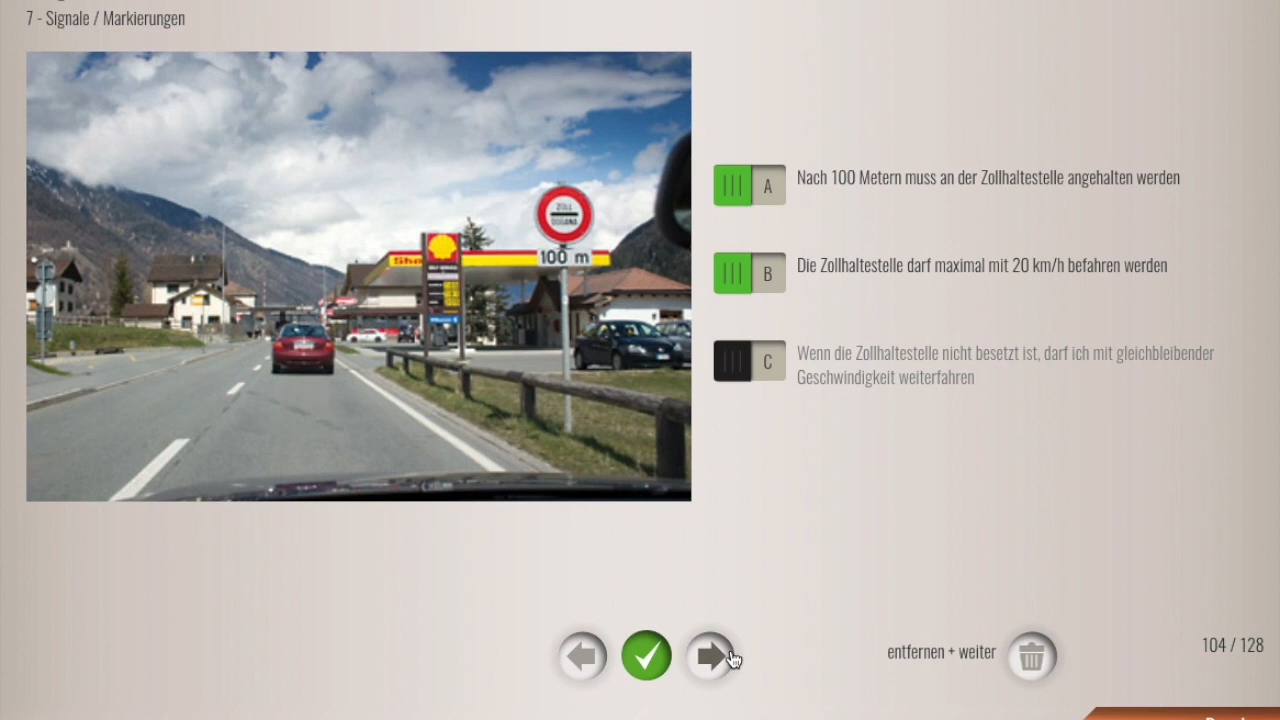 7 - Signale / Markierungen
ZOLL
DOGANA
100 m
She
A
Nach 100 Metern muss an der Zollhaltestelle angehalten werden
B
Die Zollhaltestelle darf maximal mit 20 km/h befahren werden
C
Wenn die Zollhaltestelle nicht besetzt ist, darf ich mit gleichbleibender
Geschwindigkeit weiterfahren
entfernen + weiter
104 / 128